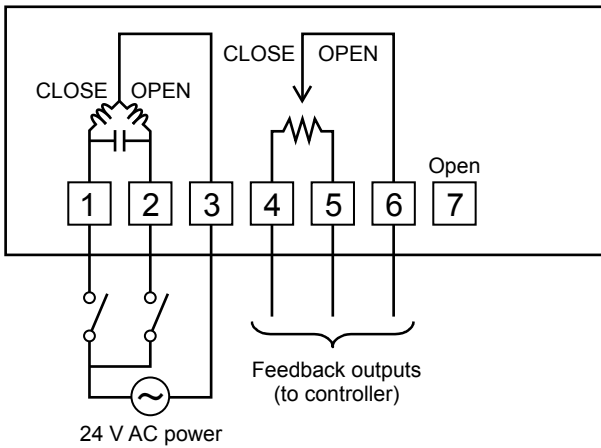 CLOSE OPEN
CLOSE OPEN
Open
1 2 3 4 5 6 7
Feedback outputs
(to controller)
24 V AC power